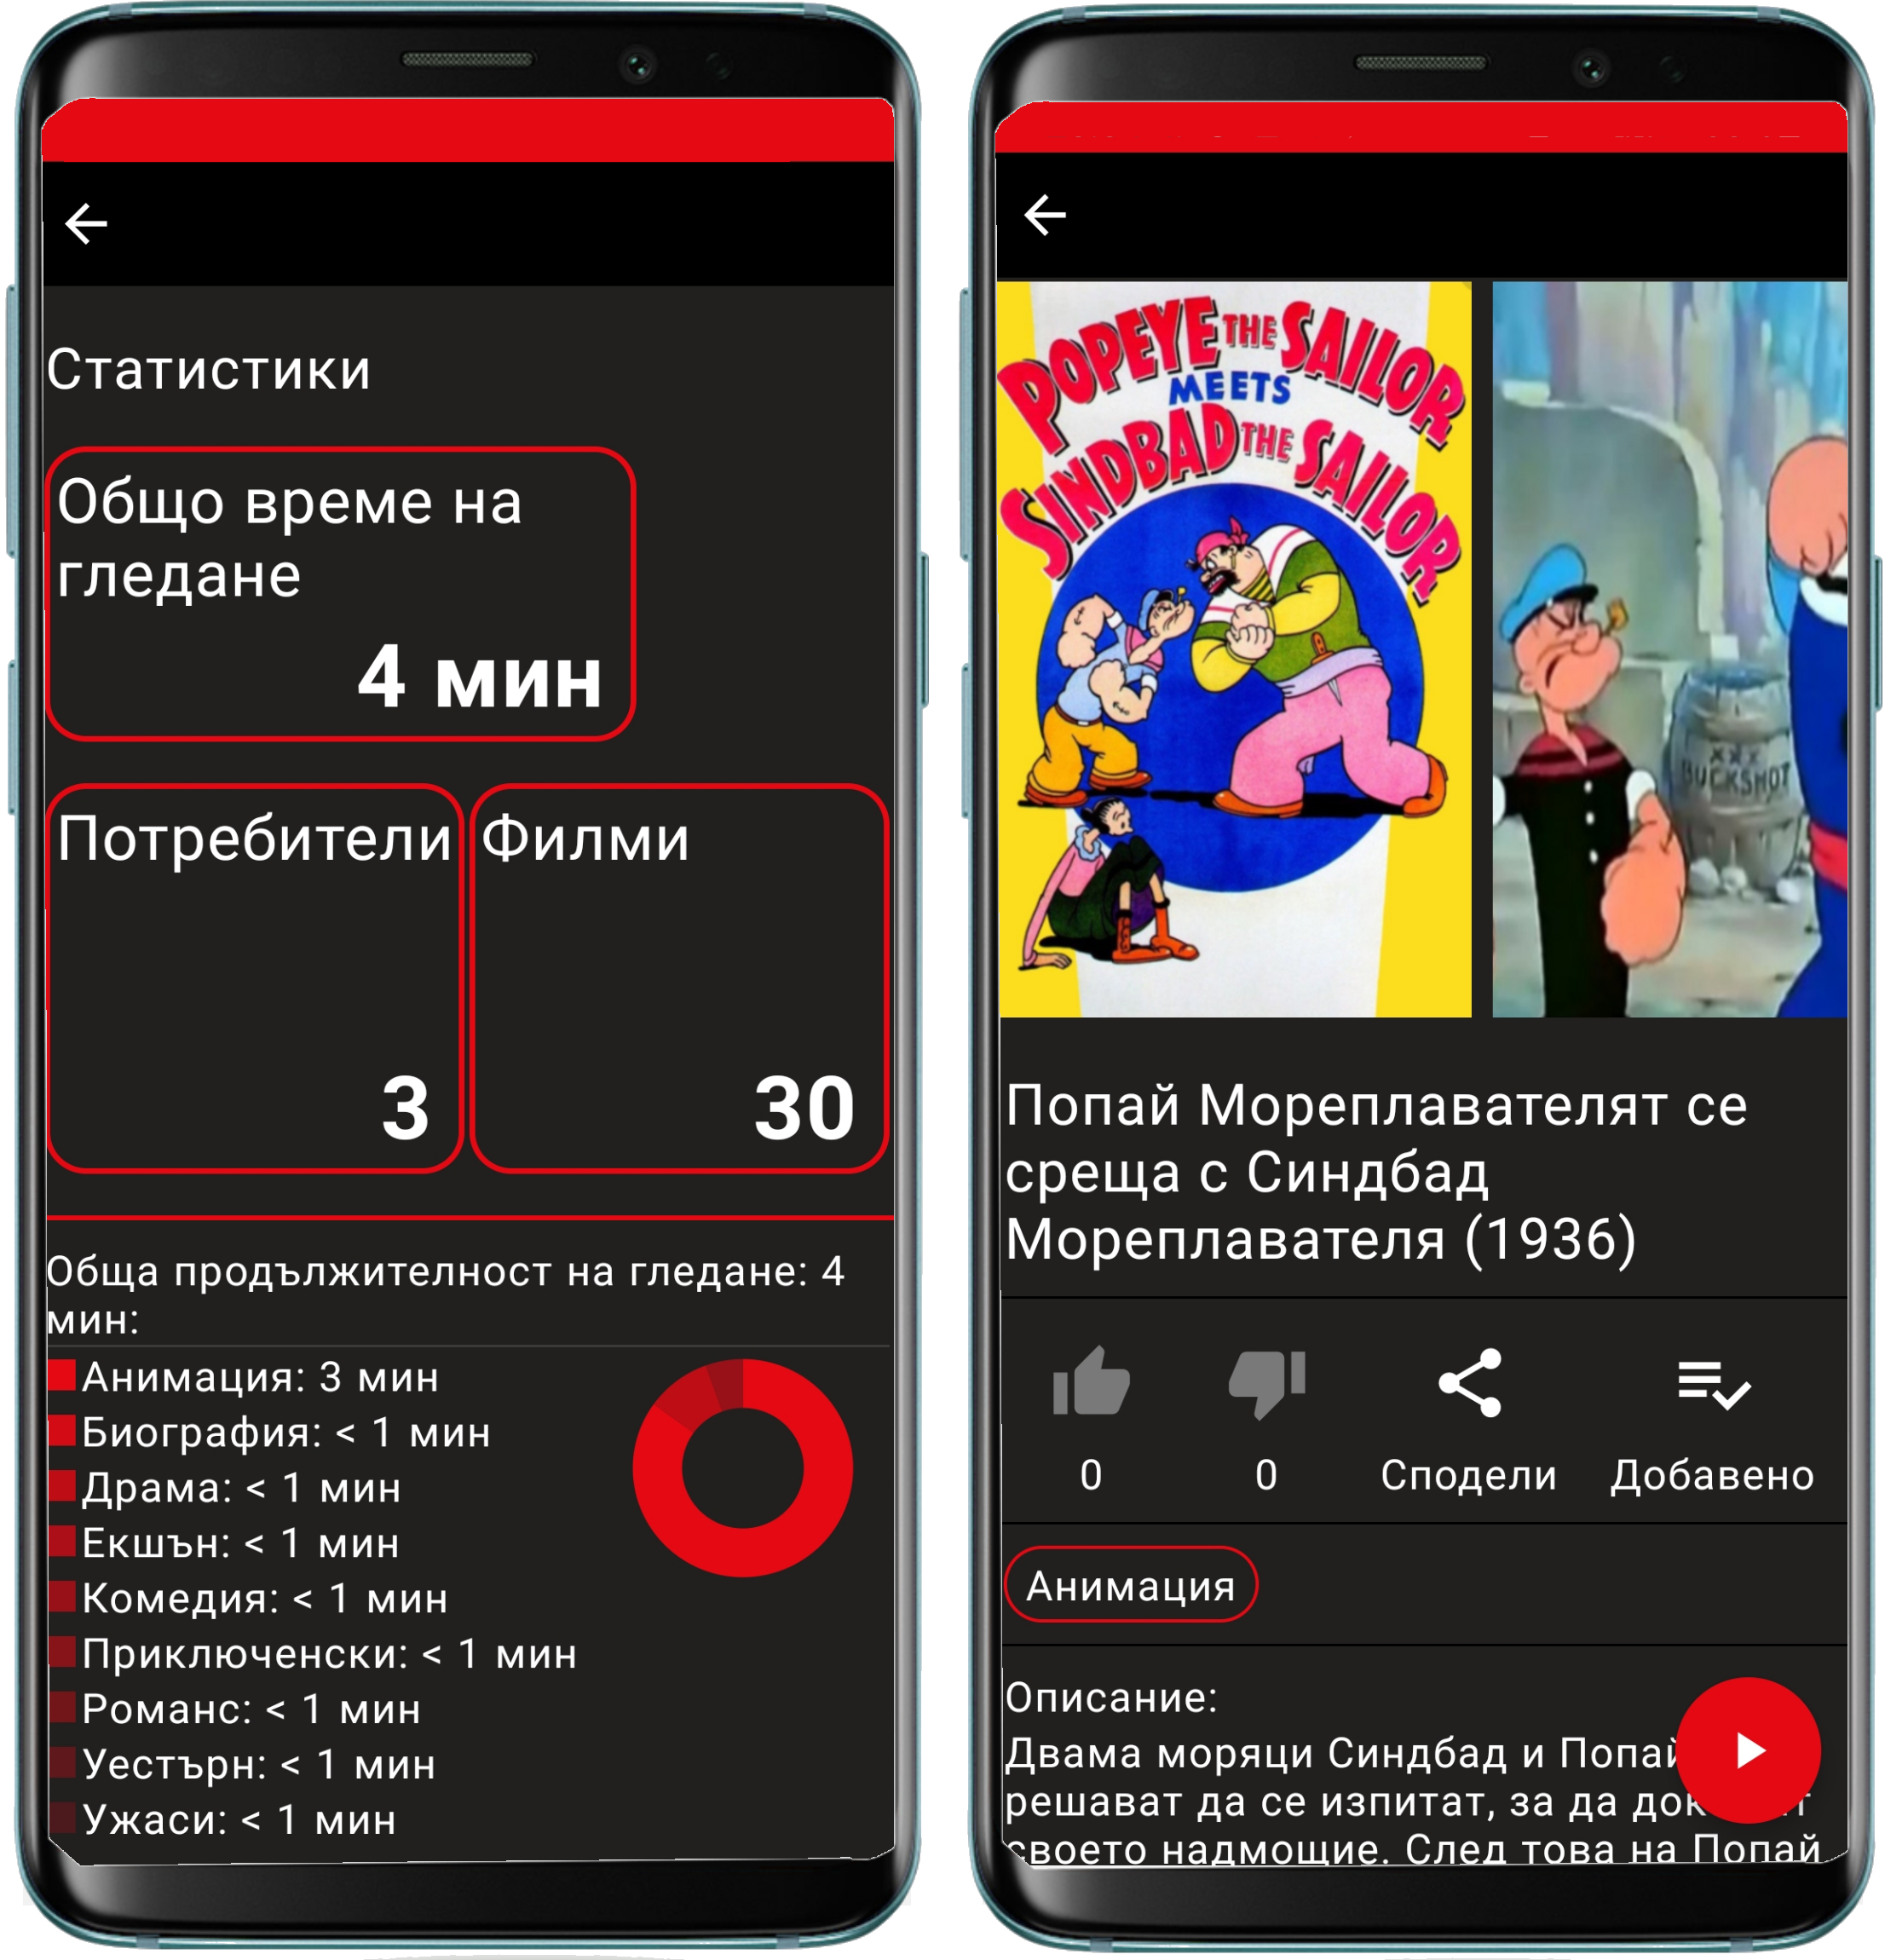 Статистики
Общо време на
гледане
4 мин
Потребители
3
Филми
30
Обща продължителност на гледане: 4
мин:
Анимация: 3 мин
Биография: < 1 мин
Драма: < 1 мин
Екшън: < 1 мин
Комедия: < 1 мин
Приключенски: < 1 мин
Романс: < 1 мин
Уестърн: < 1 мин
Ужаси: < 1 мин
POPEYE THE SAILOR
MEETS
SINDBAD THE SAILOR
XXX
BUCKSHOT
Попай Мореплавателят се
среща с Синдбад
Мореплавателя (1936)
0
0
Сподели
Добавено
Анимация
Описание:
Двама моряци Синдбад и Попай
решават да се изпитат, за да
своето надмощие. След това на Попай